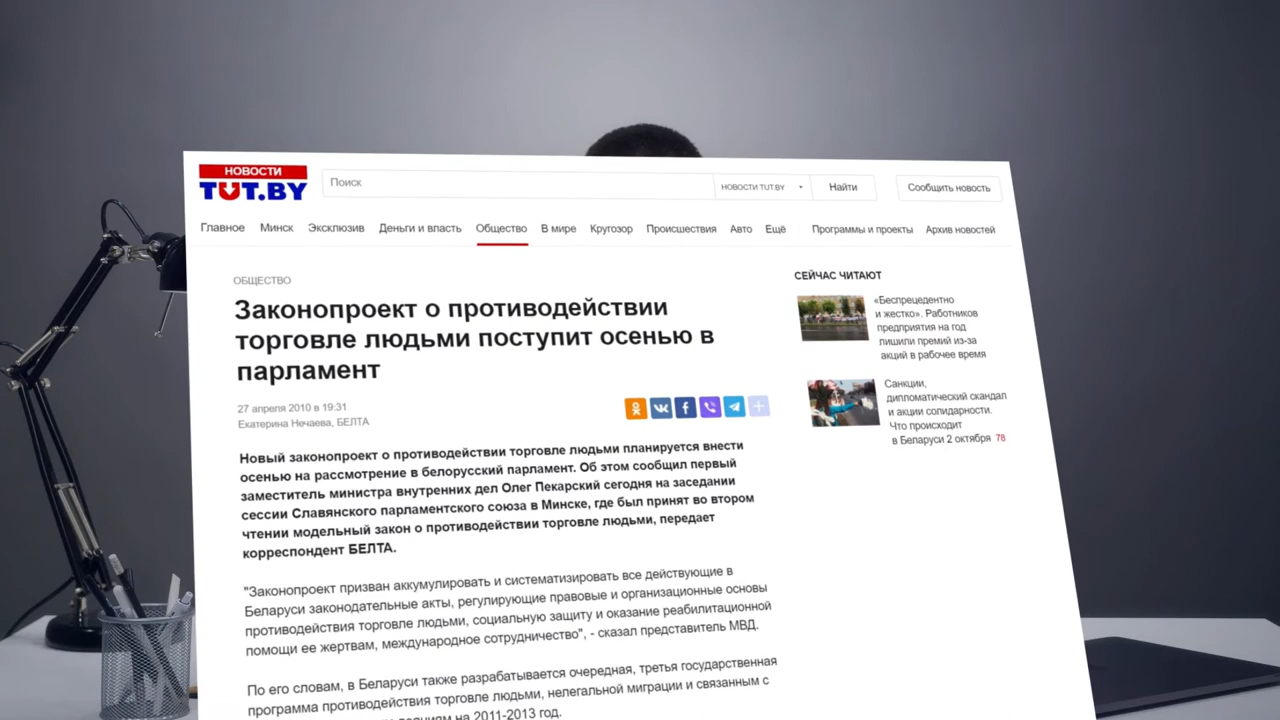 НОВОСТИ
TUT.BY
Поиск
НОВОСТИ TUT.BY
Найти
Сообщить новость
Главное Минск Эксклюзив Деньги и власть Общество В мире Кругозор Происшествия Авто Ещё Программы и проекты Архив новостей
ОБЩЕСТВО
Законопроект о противодействии
торговле людьми поступит осенью в
парламент
27 апреля 2010 в 19:31
Екатерина Нечаева, БЕЛТА
Новый законопроект о противодействии торговле людьми планируется внести
осенью на рассмотрение в белорусский парламент. Об этом сообщил первый
заместитель министра внутренних дел Олег Пекарский сегодня на заседании
сессии Славянского парламентского союза в Минске, где был принят во втором
чтении модельный закон о противодействии торговле людьми, передает
корреспондент БЕЛТА.
"Законопроект призван аккумулировать и систематизировать все действующие в
Беларуси законодательные акты, регулирующие правовые и организационные основы
противодействия торговле людьми, социальную защиту и оказание реабилитационной
помощи ее жертвам, международное сотрудничество", - сказал представитель МВД.
По его словам, в Беларуси также разрабатывается очередная, третья государственная
программа противодействия торговле людьми, нелегальной миграции и связанным с
на 2011-2013 год.
СЕЙЧАС ЧИТАЮТ
«Беспрецедентно
и жестко». Работников
предприятия на год
лишили премий из-за
акций в рабочее время
Санкции,
дипломатический скандал
и акции солидарности.
Что происходит
в Беларуси 2 октября 78